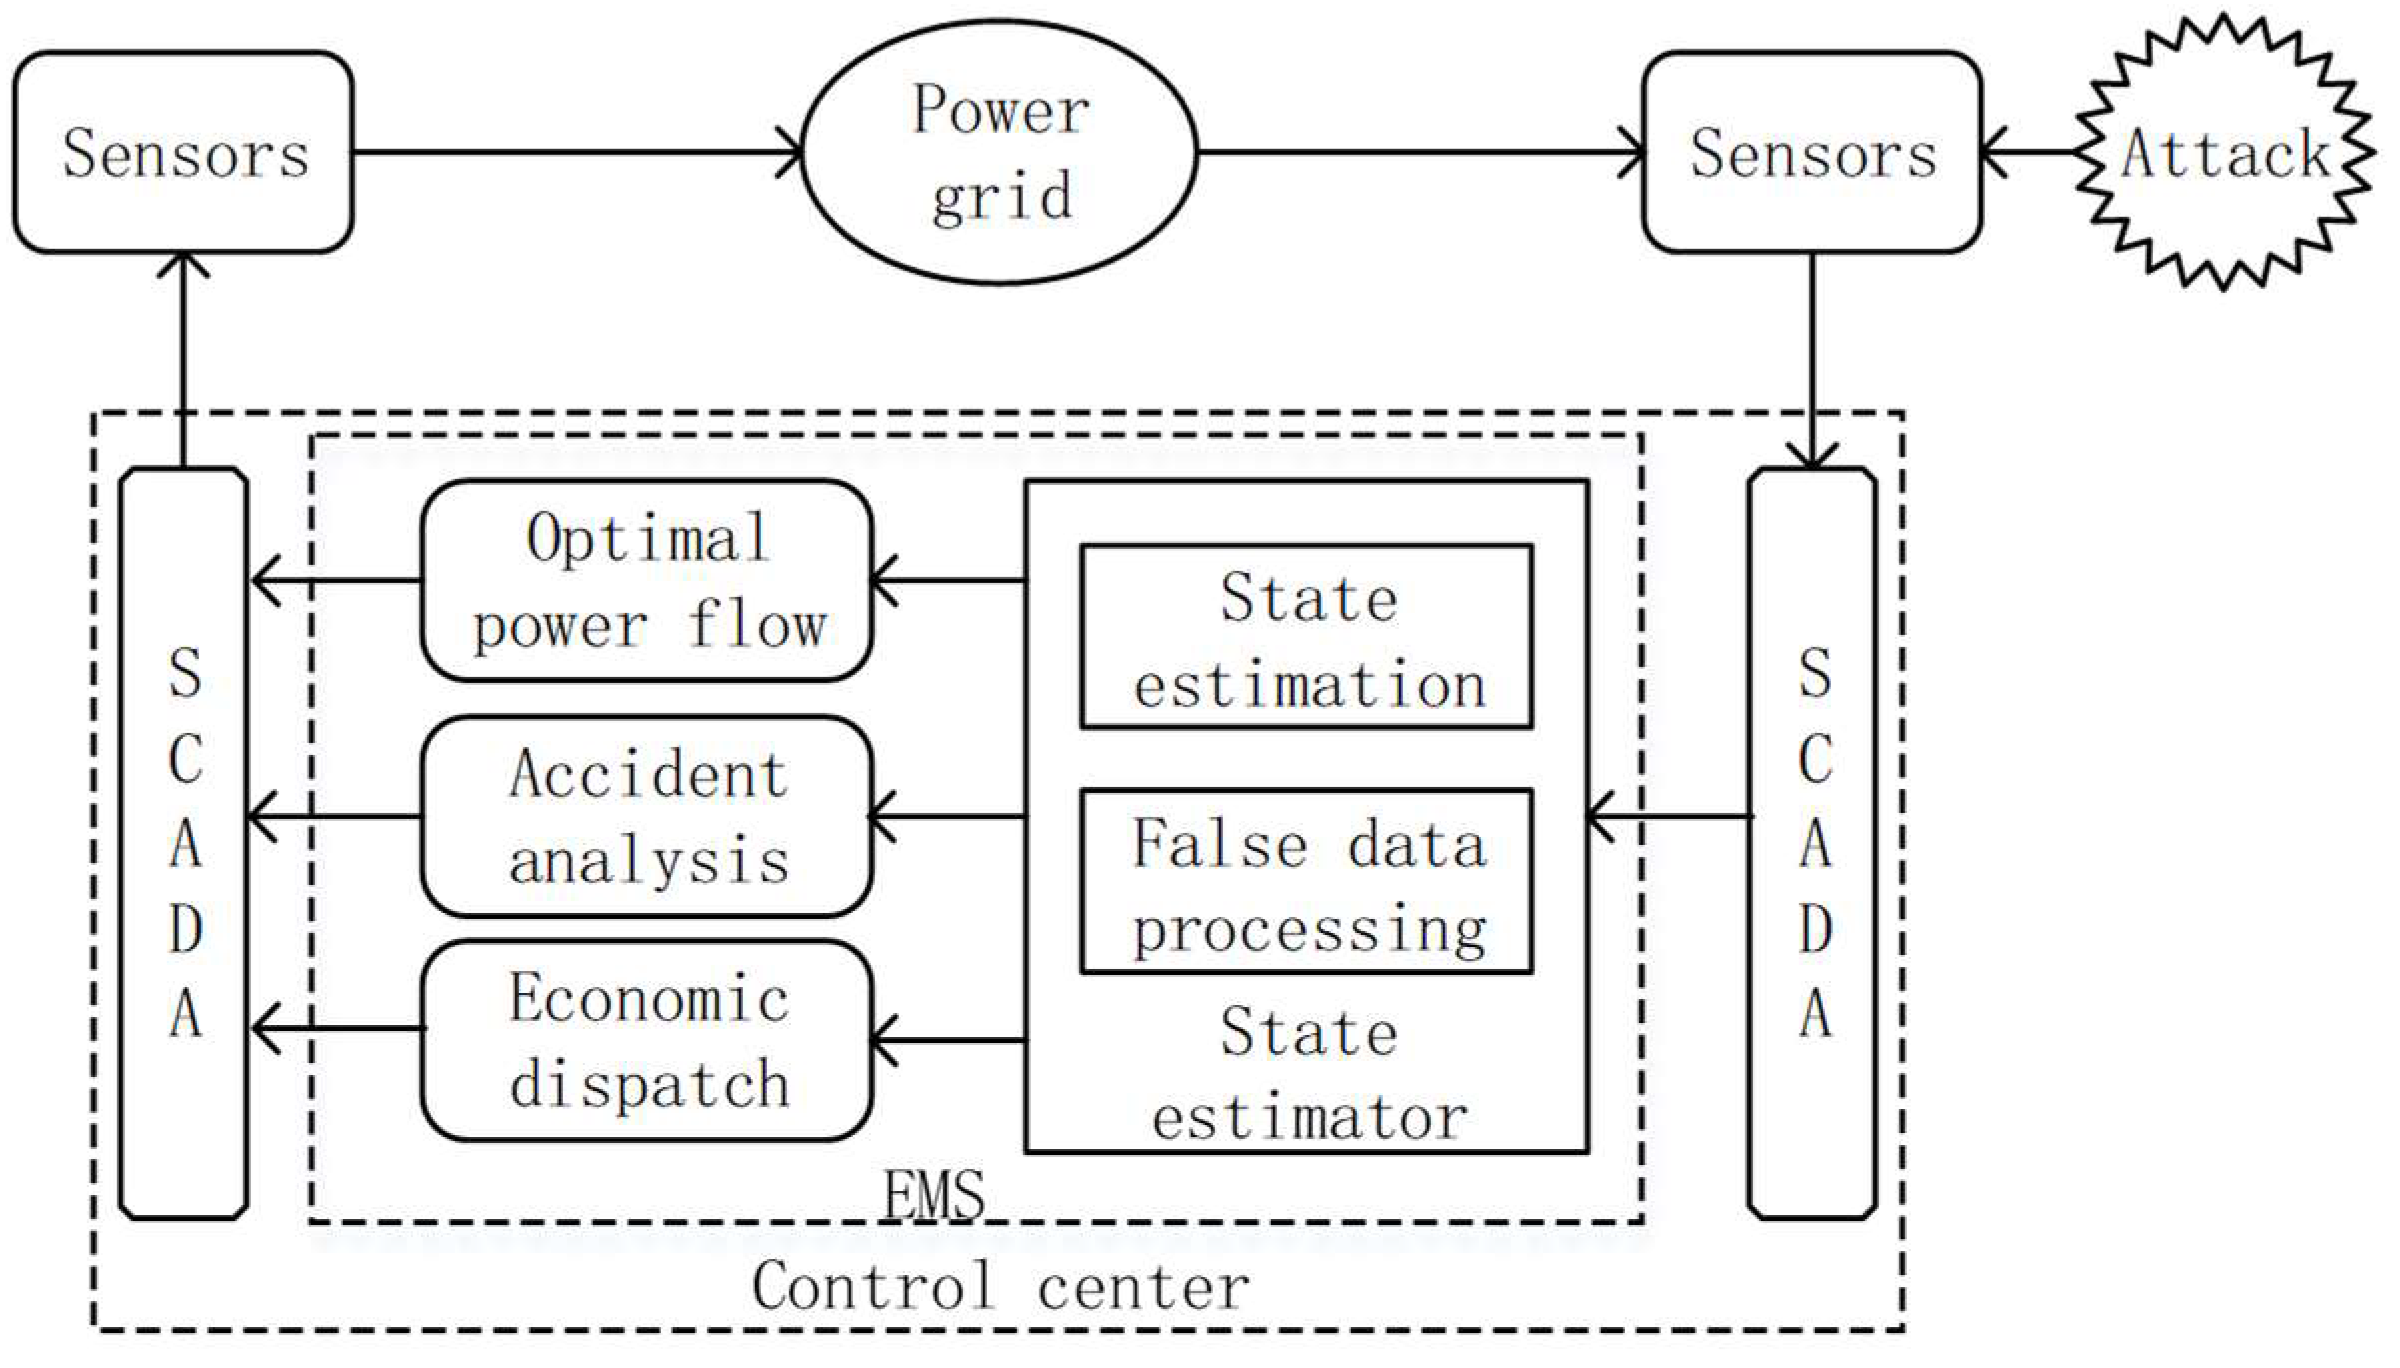 Sensors
Power
grid
Sensors
Attack
S
C
A
D
A
Optimal
power flow
Accident
analysis
Economic
dispatch
State
estimation
False data
processing
State
estimator
S
C
A
D
A
EMS
Control center